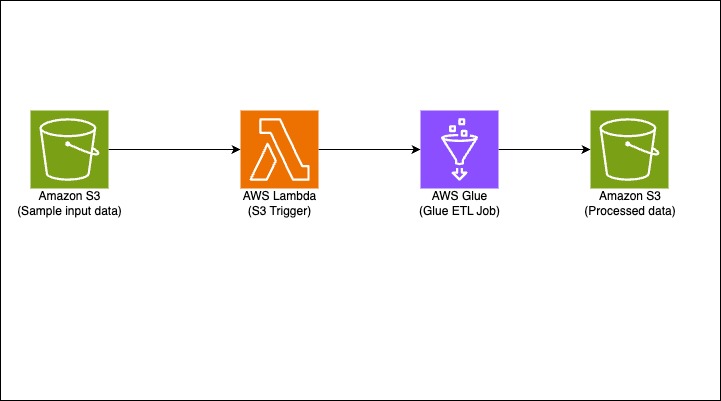 Amazon S3
(Sample input data)
AWS Lambda
(S3 Trigger)
AWS Glue
(Glue ETL Job)
Amazon S3
(Processed data)